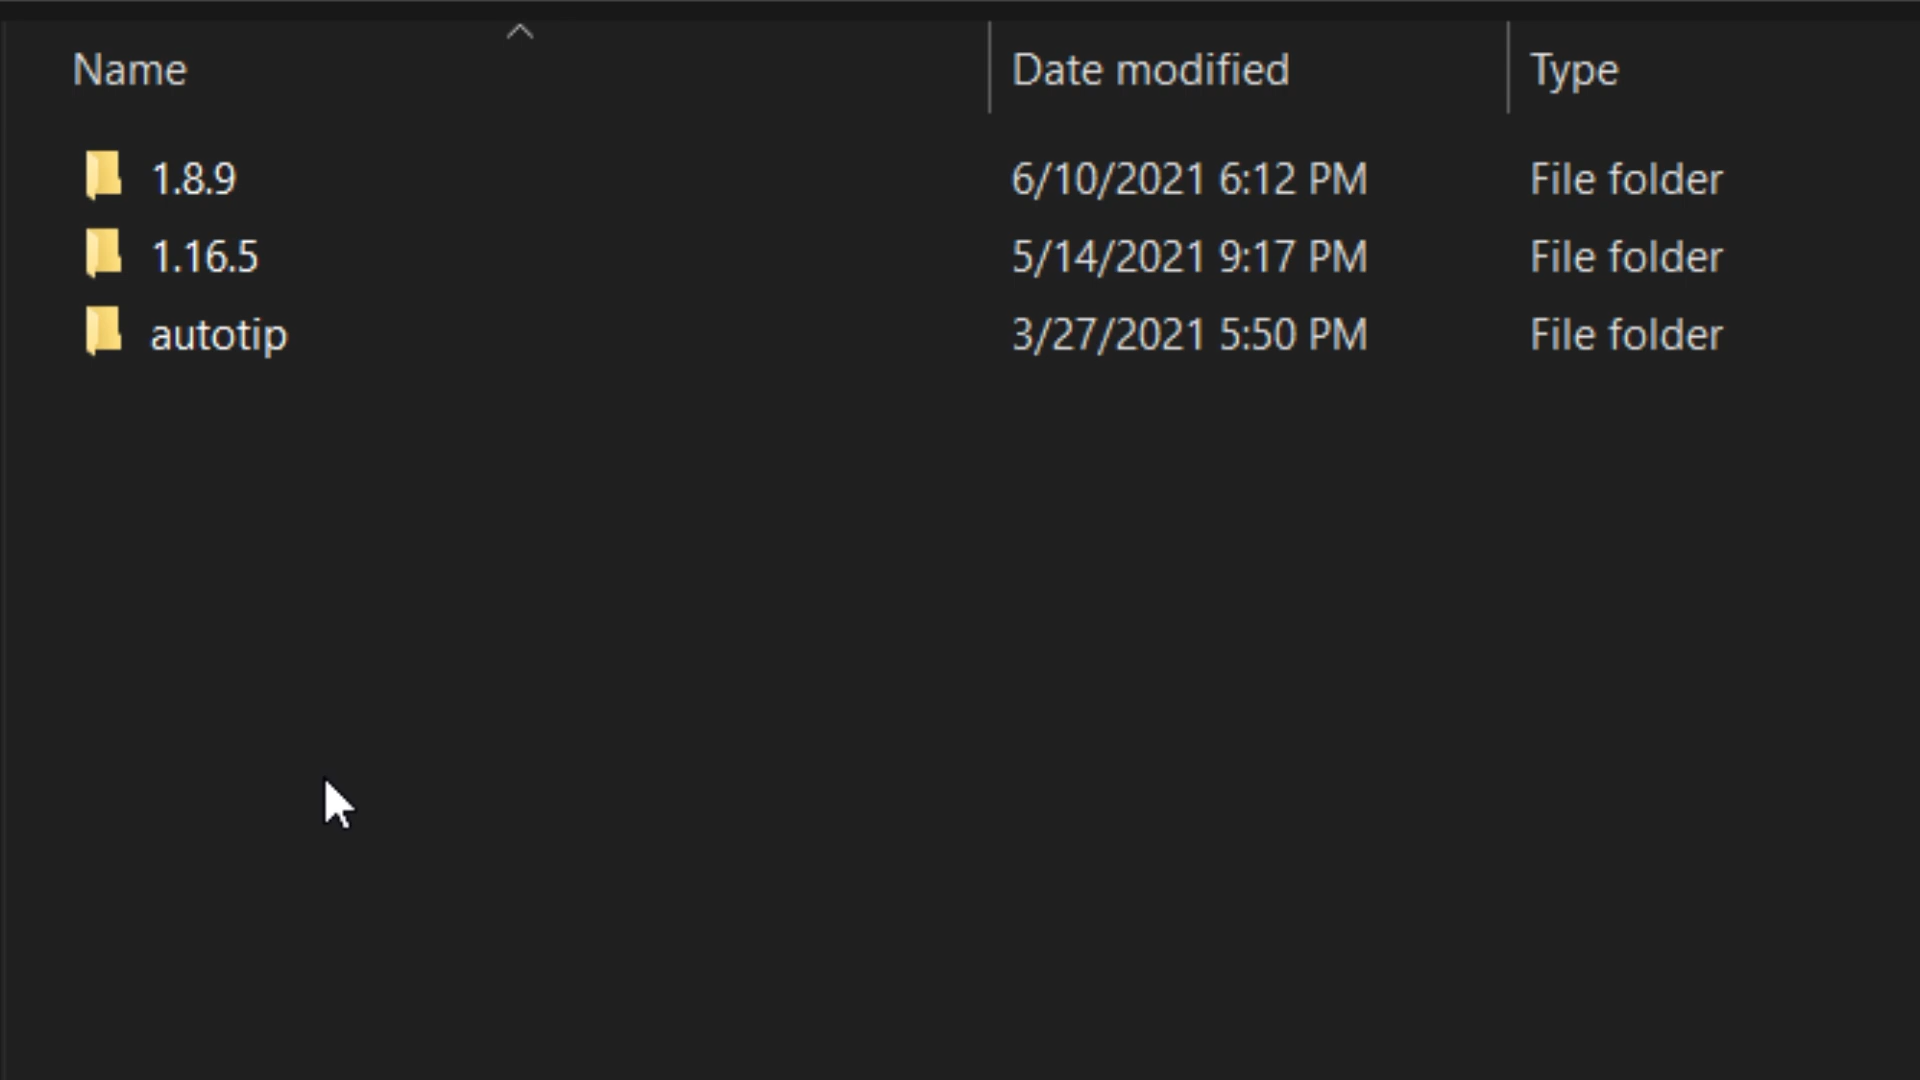 Name Date modified Type
1.8.9 6/10/2021 6:12 PM File folder
1.16.5 5/14/2021 9:17 PM File folder
autotip 3/27/2021 5:50 PM File folder